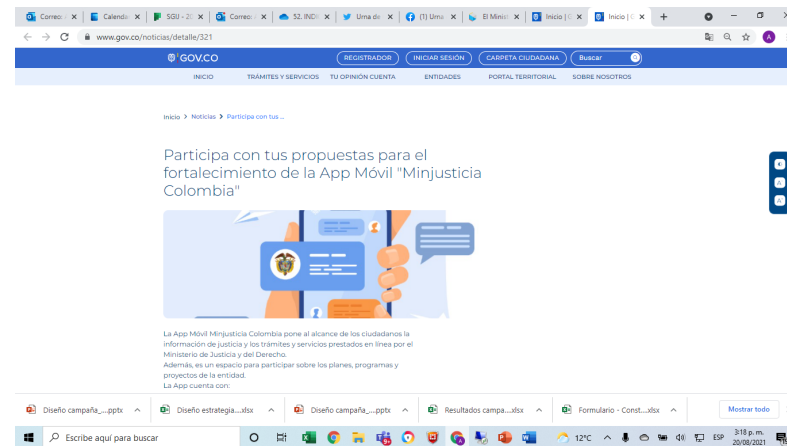 Correo: /
Calendar
SGU - 20
Correo: /
52. INDI
Uma de
(1) Uma
El Minist
Inicio | G
Inicio | G
www.gov.co/noticias/detalle/321
A
GOV.CO
REGISTRADOR
INICIAR SESIÓN
CARPETA CIUDADANA
Buscar
INICIO
TRÁMITES Y SERVICIOS
TU OPINIÓN CUENTA
ENTIDADES
PORTAL TERRITORIAL
SOBRE NOSOTROS
Inicio > Noticias > Participa con tus ...
Participa con tus propuestas para el
fortalecimiento de la App Móvil "Minjusticia
Colombia"
La App Móvil Minjusticia Colombia pone al alcance de los ciudadanos la
información de justicia y los trámites y servicios prestados en línea por el
Ministerio de Justicia y del Derecho.
Además, es un espacio para participar sobre los planes, programas y
proyectos de la entidad.
La App cuenta con:
Diseño campaña_....pptx
Diseño estrategia....xlsx
Diseño campaña_....pptx
Resultados campa....xlsx
Formulario - Const....xlsx
Mostrar todo
Escribe aquí para buscar
12°C
ESP
3:18 p. m.
20/08/2021